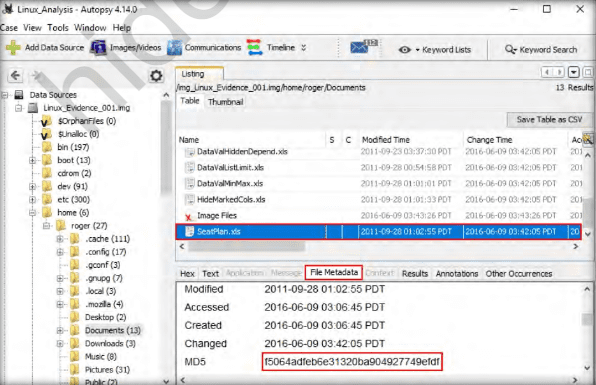 Linux_Analysis - Autopsy 4.14.0
Case View Tools Window Help
Add Data Source Images/Videos Communications Timeline Keyword Lists Keyword Search
Listing
/img_Linux_Evidence_001.img/home/roger/Documents 13 Results
Table Thumbnail
Save Table as CSV
Name S C Modified Time Change Time
DataValHiddenDepend.xls 2011-09-23 03:37:30 PDT 2016-06-09 03:42:05 PDT 201
DataValListLimit.xls 2011-09-28 00:54:58 PDT 2016-06-09 03:42:05 PDT 201
DataValMinMax.xls 2011-09-28 01:01:01 PDT 2016-06-09 03:42:05 PDT 201
HideMarkedCols.xls 2011-09-28 01:01:33 PDT 2016-06-09 03:42:05 PDT 201
Image Files 2016-06-09 03:43:26 PDT 2016-06-09 03:43:26 PDT 201
SeatPlan.xls 2011-09-28 01:02:55 PDT 2016-06-09 03:42:05 PDT 20
Data Sources
Linux_Evidence_001.img
$OrphanFiles (0)
$Unalloc (0)
bin (197)
boot (13)
cdrom (2)
dev (91)
etc (300)
home (6)
roger (27)
.cache (111)
.config (17)
.gconf (3)
.gnupg (7)
.local (3)
.mozilla (4)
Desktop (2)
Documents (13)
Downloads (3)
Music (8)
Pictures (31)
Public (2)
Hex Text Application Message File Metadata Context Results Annotations Other Occurrences
Modified 2011-09-28 01:02:55 PDT
Accessed 2016-06-09 03:06:45 PDT
Created 2016-06-09 03:06:45 PDT
Changed 2016-06-09 03:42:05 PDT
MD5 f5064adfeb6e31320ba904927749efdf